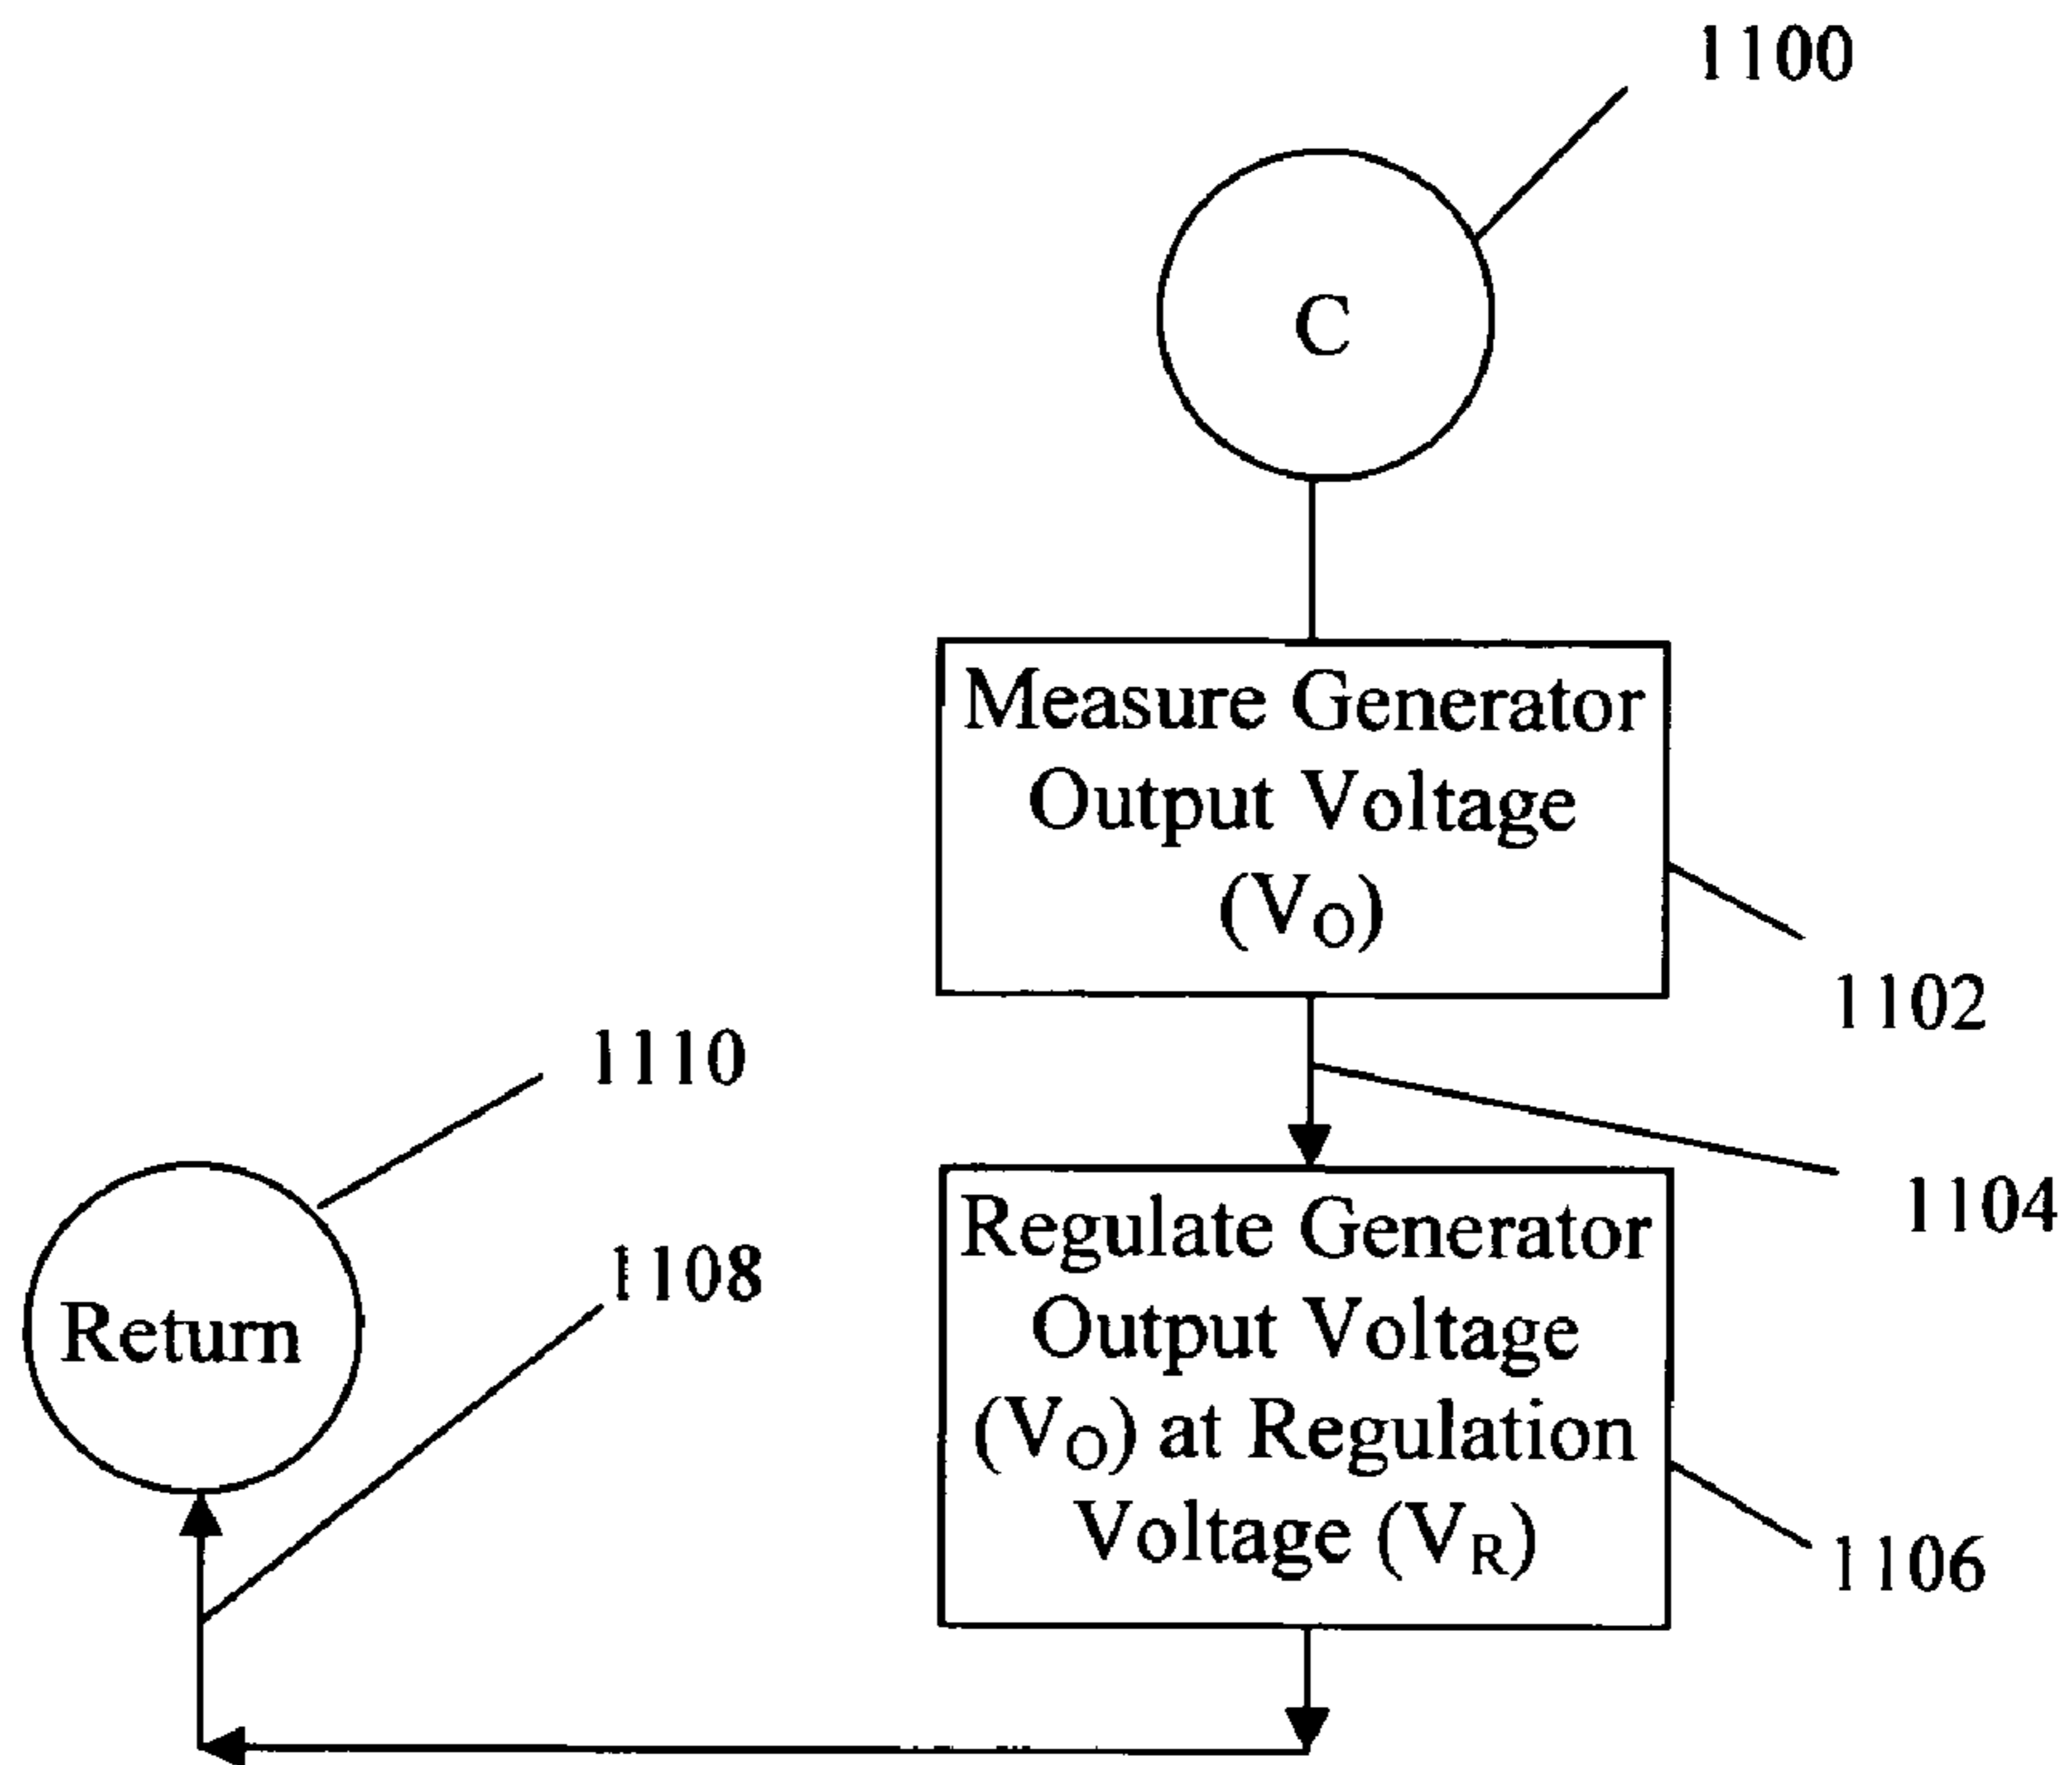 1100
C
Measure Generator
Output Voltage
(VO)
1102
1110
1104
1108
Return
Regulate Generator
Output Voltage
(VO) at Regulation
Voltage (VR)
1106